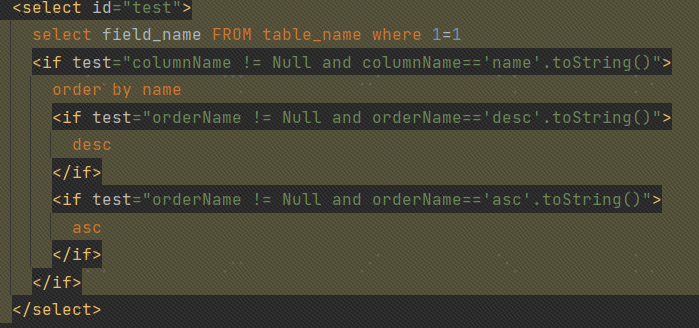 <select id="test">
select field_name FROM table_name where 1=1
<if test="columnName != Null and columnName=='name'.toString()">
order by name
<if test="orderName != Null and orderName=='desc'.toString()">
desc
</if>
<if test="orderName != Null and orderName=='asc'.toString()">
asc
</if>
</if>
</select>